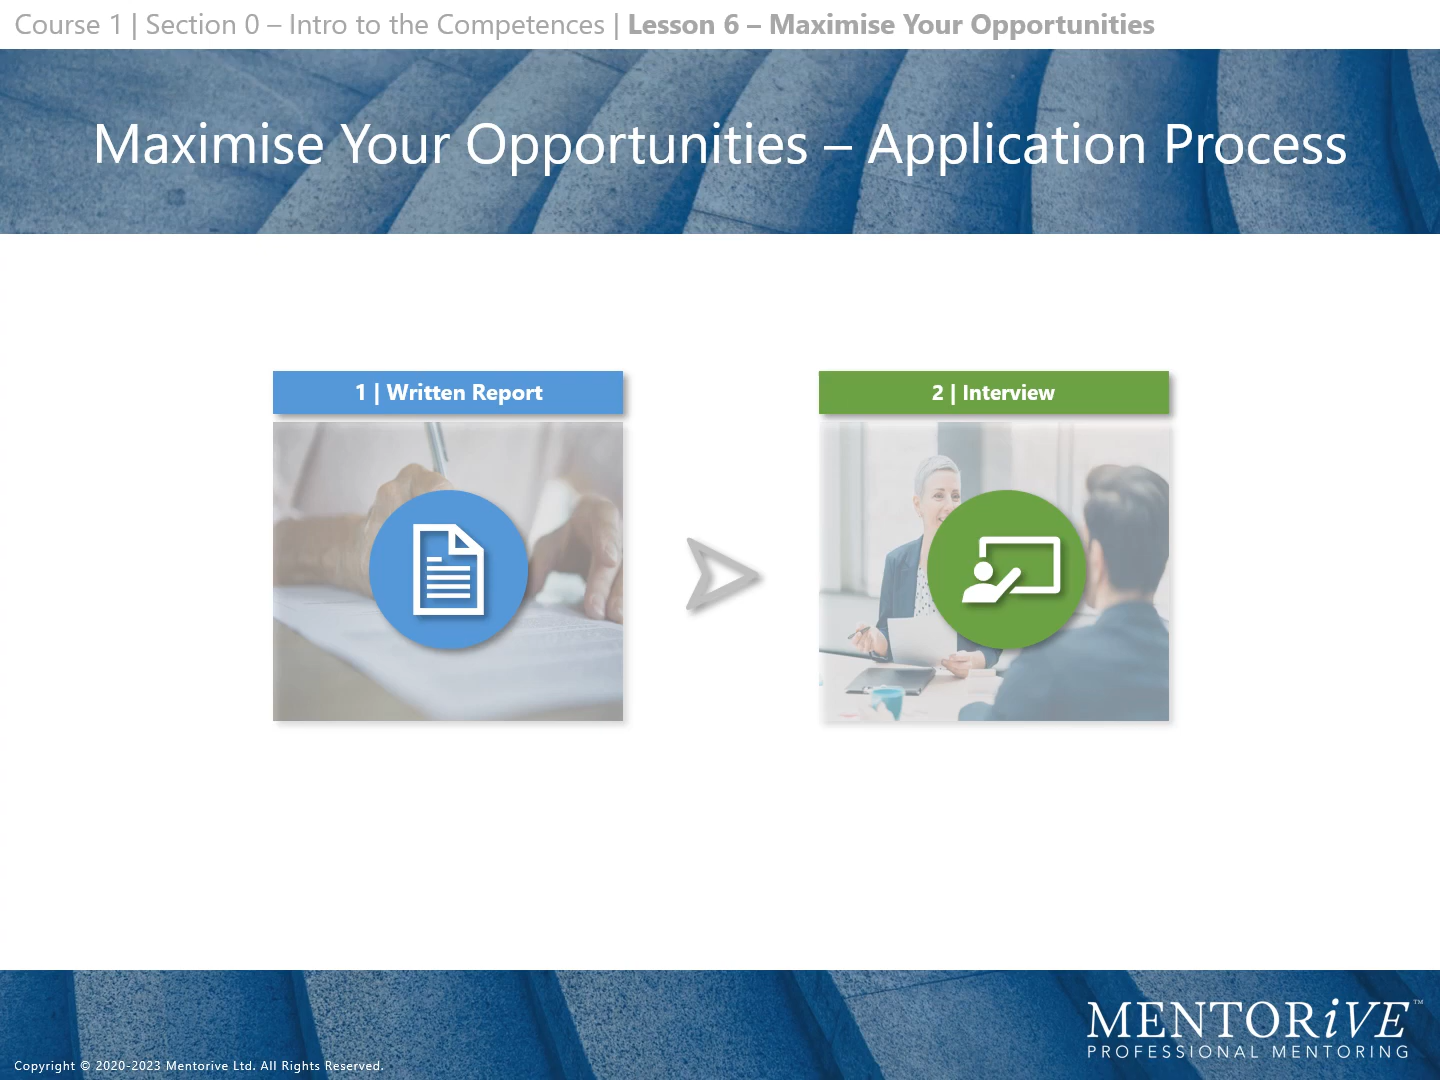 Course 1 | Section 0 – Intro to the Competences | Lesson 6 – Maximise Your Opportunities
Maximise Your Opportunities – Application Process
1 | Written Report
2 | Interview
MENTORiVE™
PROFESSIONAL MENTORING
Copyright © 2020-2023 Mentorive Ltd. All Rights Reserved.